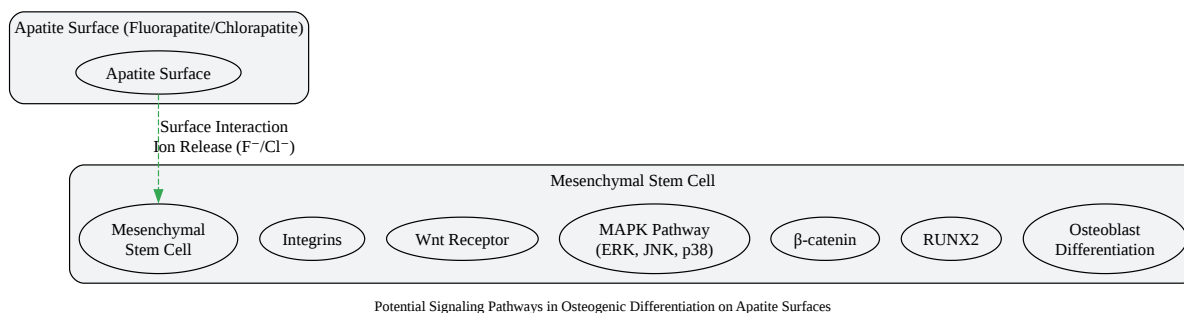 Apatite Surface (Fluorapatite/Chlorapatite)
Apatite Surface
Surface Interaction
Ion Release (F⁻/Cl⁻)
Mesenchymal Stem Cell
Mesenchymal
Stem Cell
Integrins
Wnt Receptor
MAPK Pathway
(ERK, JNK, p38)
β-catenin
RUNX2
Osteoblast
Differentiation
Potential Signaling Pathways in Osteogenic Differentiation on Apatite Surfaces